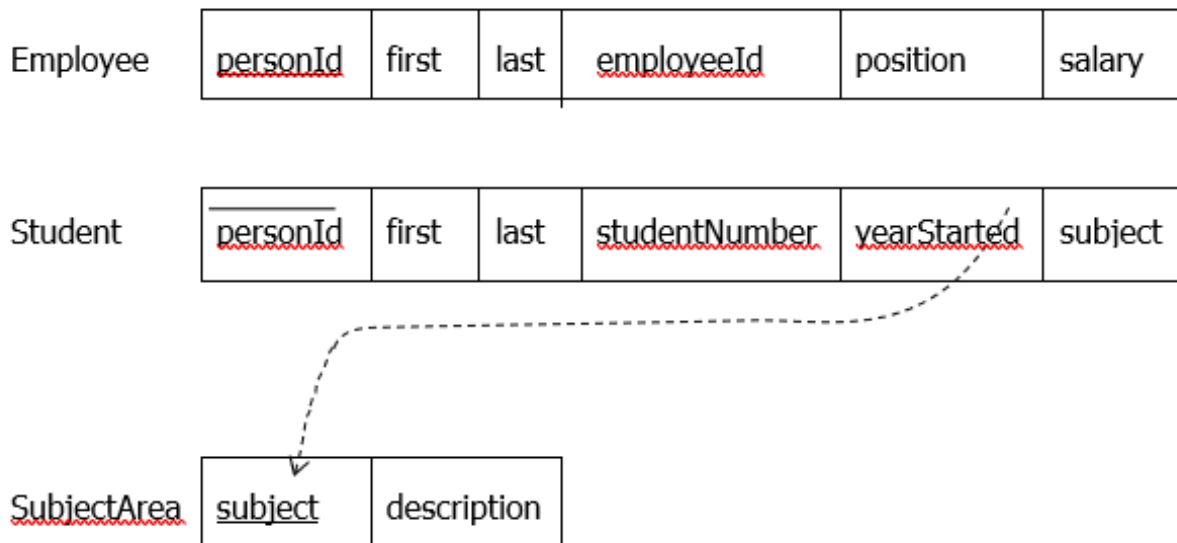 Employee personId first last employeeId position salary
Student personId first last studentNumber yearStarted subject
SubjectArea subject description